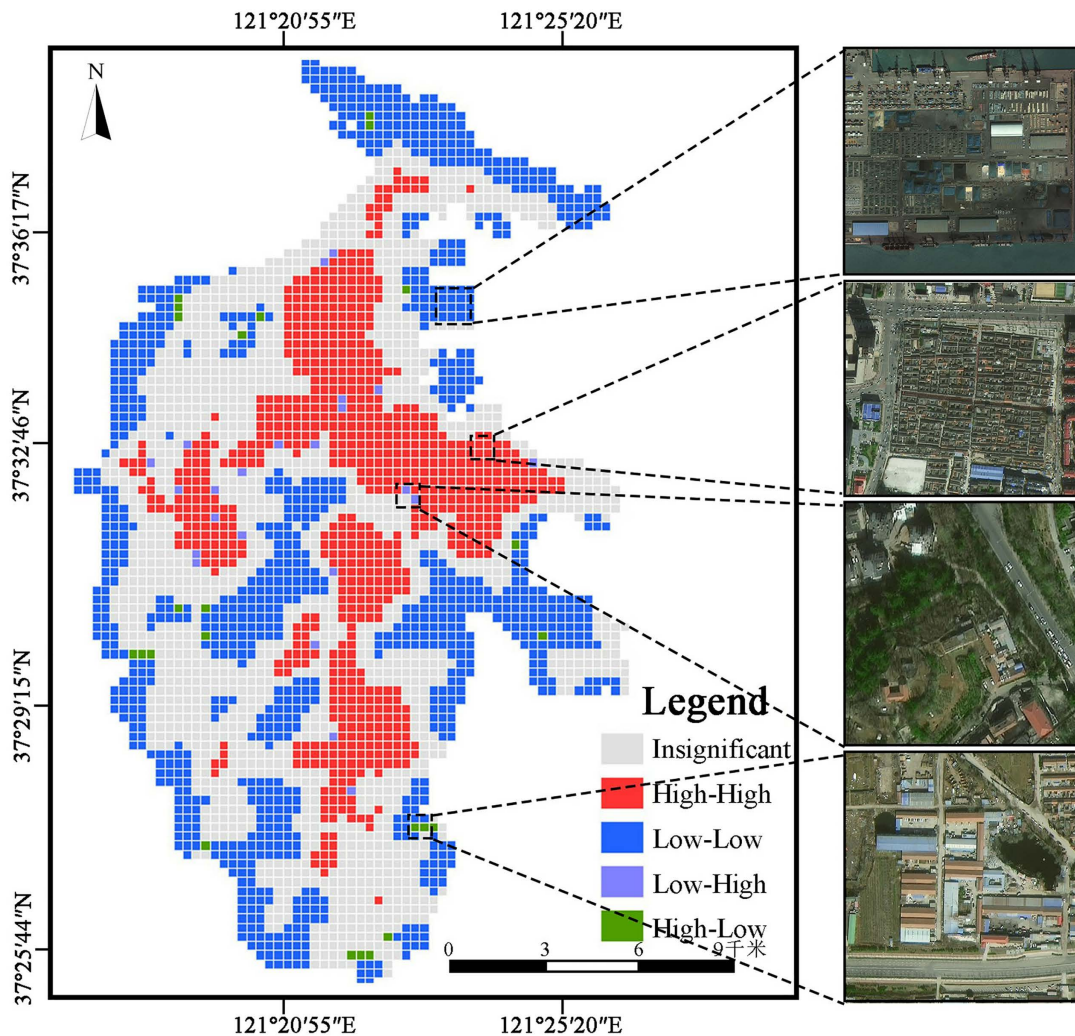 121°20′55″E
121°25′20″E
N
37°36′17″N
37°32′46″N
37°29′15″N
37°25′44″N
Legend
Insignificant
High-High
Low-Low
Low-High
High-Low
0 3 6 9千米
121°20′55″E
121°25′20″E